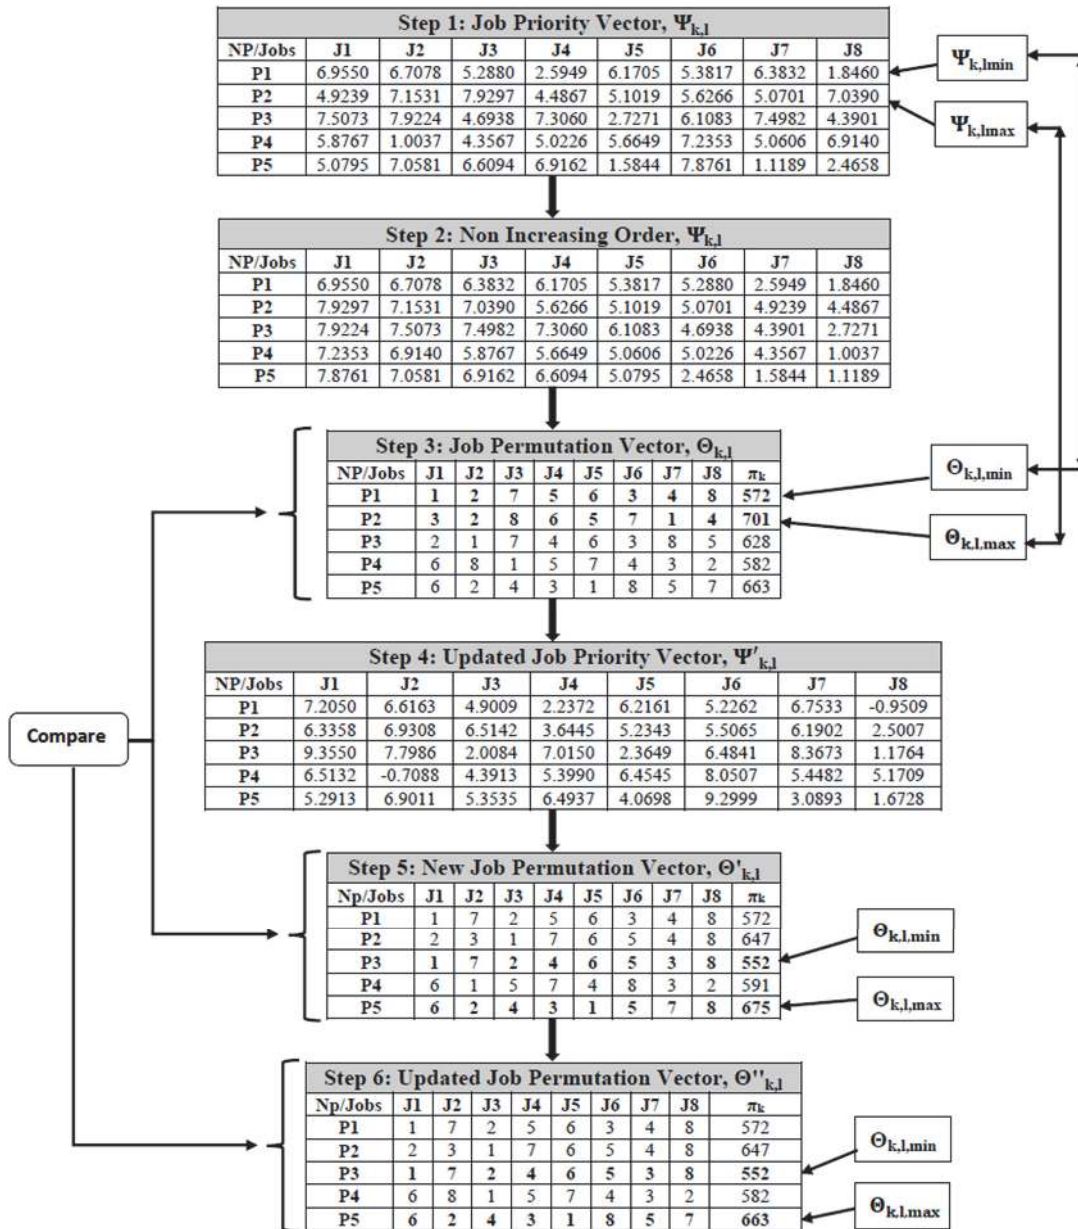 Step 1: Job Priority Vector, Ψk,l
NP/Jobs J1 J2 J3 J4 J5 J6 J7 J8
P1 6.9550 6.7078 5.2880 2.5949 6.1705 5.3817 6.3832 1.8460
P2 4.9239 7.1531 7.9297 4.4867 5.1019 5.6266 5.0701 7.0390
P3 7.5073 7.9224 4.6938 7.3060 2.7271 6.1083 7.4982 4.3901
P4 5.8767 1.0037 4.3567 5.0226 5.6649 7.2353 5.0606 6.9140
P5 5.0795 7.0581 6.6094 6.9162 1.5844 7.8761 1.1189 2.4658
Ψk,lmin
Ψk,lmax
Step 2: Non Increasing Order, Ψk,l
NP/Jobs J1 J2 J3 J4 J5 J6 J7 J8
P1 6.9550 6.7078 6.3832 6.1705 5.3817 5.2880 2.5949 1.8460
P2 7.9297 7.1531 7.0390 5.6266 5.1019 5.0701 4.9239 4.4867
P3 7.9224 7.5073 7.4982 7.3060 6.1083 4.6938 4.3901 2.7271
P4 7.2353 6.9140 5.8767 5.6649 5.0606 5.0226 4.3567 1.0037
P5 7.8761 7.0581 6.9162 6.6094 5.0795 2.4658 1.5844 1.1189
Step 3: Job Permutation Vector, Θk,l
NP/Jobs J1 J2 J3 J4 J5 J6 J7 J8 πk
P1 1 2 7 5 6 3 4 8 572
P2 3 2 8 6 5 7 1 4 701
P3 2 1 7 4 6 3 8 5 628
P4 6 8 1 5 7 4 3 2 582
P5 6 2 4 3 1 8 5 7 663
Θk,l,min
Θk,l,max
Step 4: Updated Job Priority Vector, Ψ'k,l
NP/Jobs J1 J2 J3 J4 J5 J6 J7 J8
P1 7.2050 6.6163 4.9009 2.2372 6.2161 5.2262 6.7533 -0.9509
P2 6.3358 6.9308 6.5142 3.6445 5.2343 5.5065 6.1902 2.5007
P3 9.3550 7.7986 2.0084 7.0150 2.3649 6.4841 8.3673 1.1764
P4 6.5132 -0.7088 4.3913 5.3990 6.4545 8.0507 5.4482 5.1709
P5 5.2913 6.9011 5.3535 6.4937 4.0698 9.2999 3.0893 1.6728
Compare
Step 5: New Job Permutation Vector, Θ'k,l
Np/Jobs J1 J2 J3 J4 J5 J6 J7 J8 πk
P1 1 7 2 5 6 3 4 8 572
P2 2 3 1 7 6 5 4 8 647
P3 1 7 2 4 6 5 3 8 552
P4 6 1 5 7 4 8 3 2 591
P5 6 2 4 3 1 5 7 8 675
Θk,l,min
Θk,l,max
Step 6: Updated Job Permutation Vector, Θ''k,l
Np/Jobs J1 J2 J3 J4 J5 J6 J7 J8 πk
P1 1 7 2 5 6 3 4 8 572
P2 2 3 1 7 6 5 4 8 647
P3 1 7 2 4 6 5 3 8 552
P4 6 8 1 5 7 4 3 2 582
P5 6 2 4 3 1 8 5 7 663
Θk,l,min
Θk,l,max